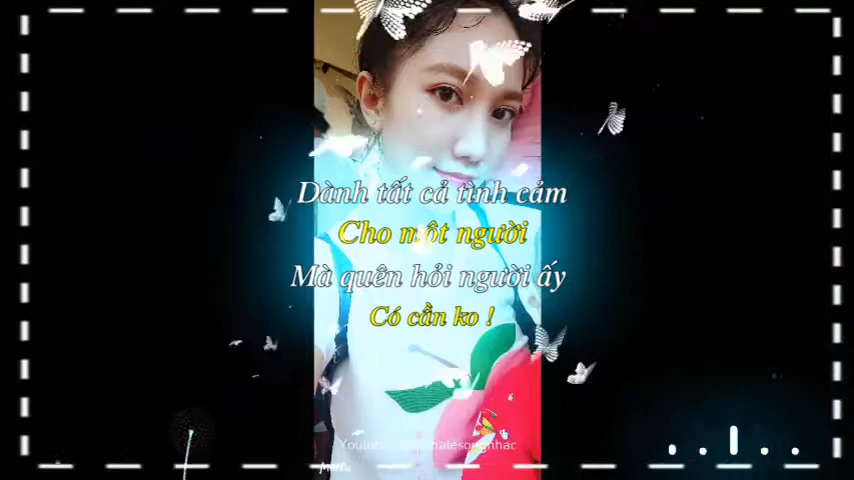 Dành tất cả tình cảm
Cho một người
Mà quên hỏi người ấy
Có cần ko !